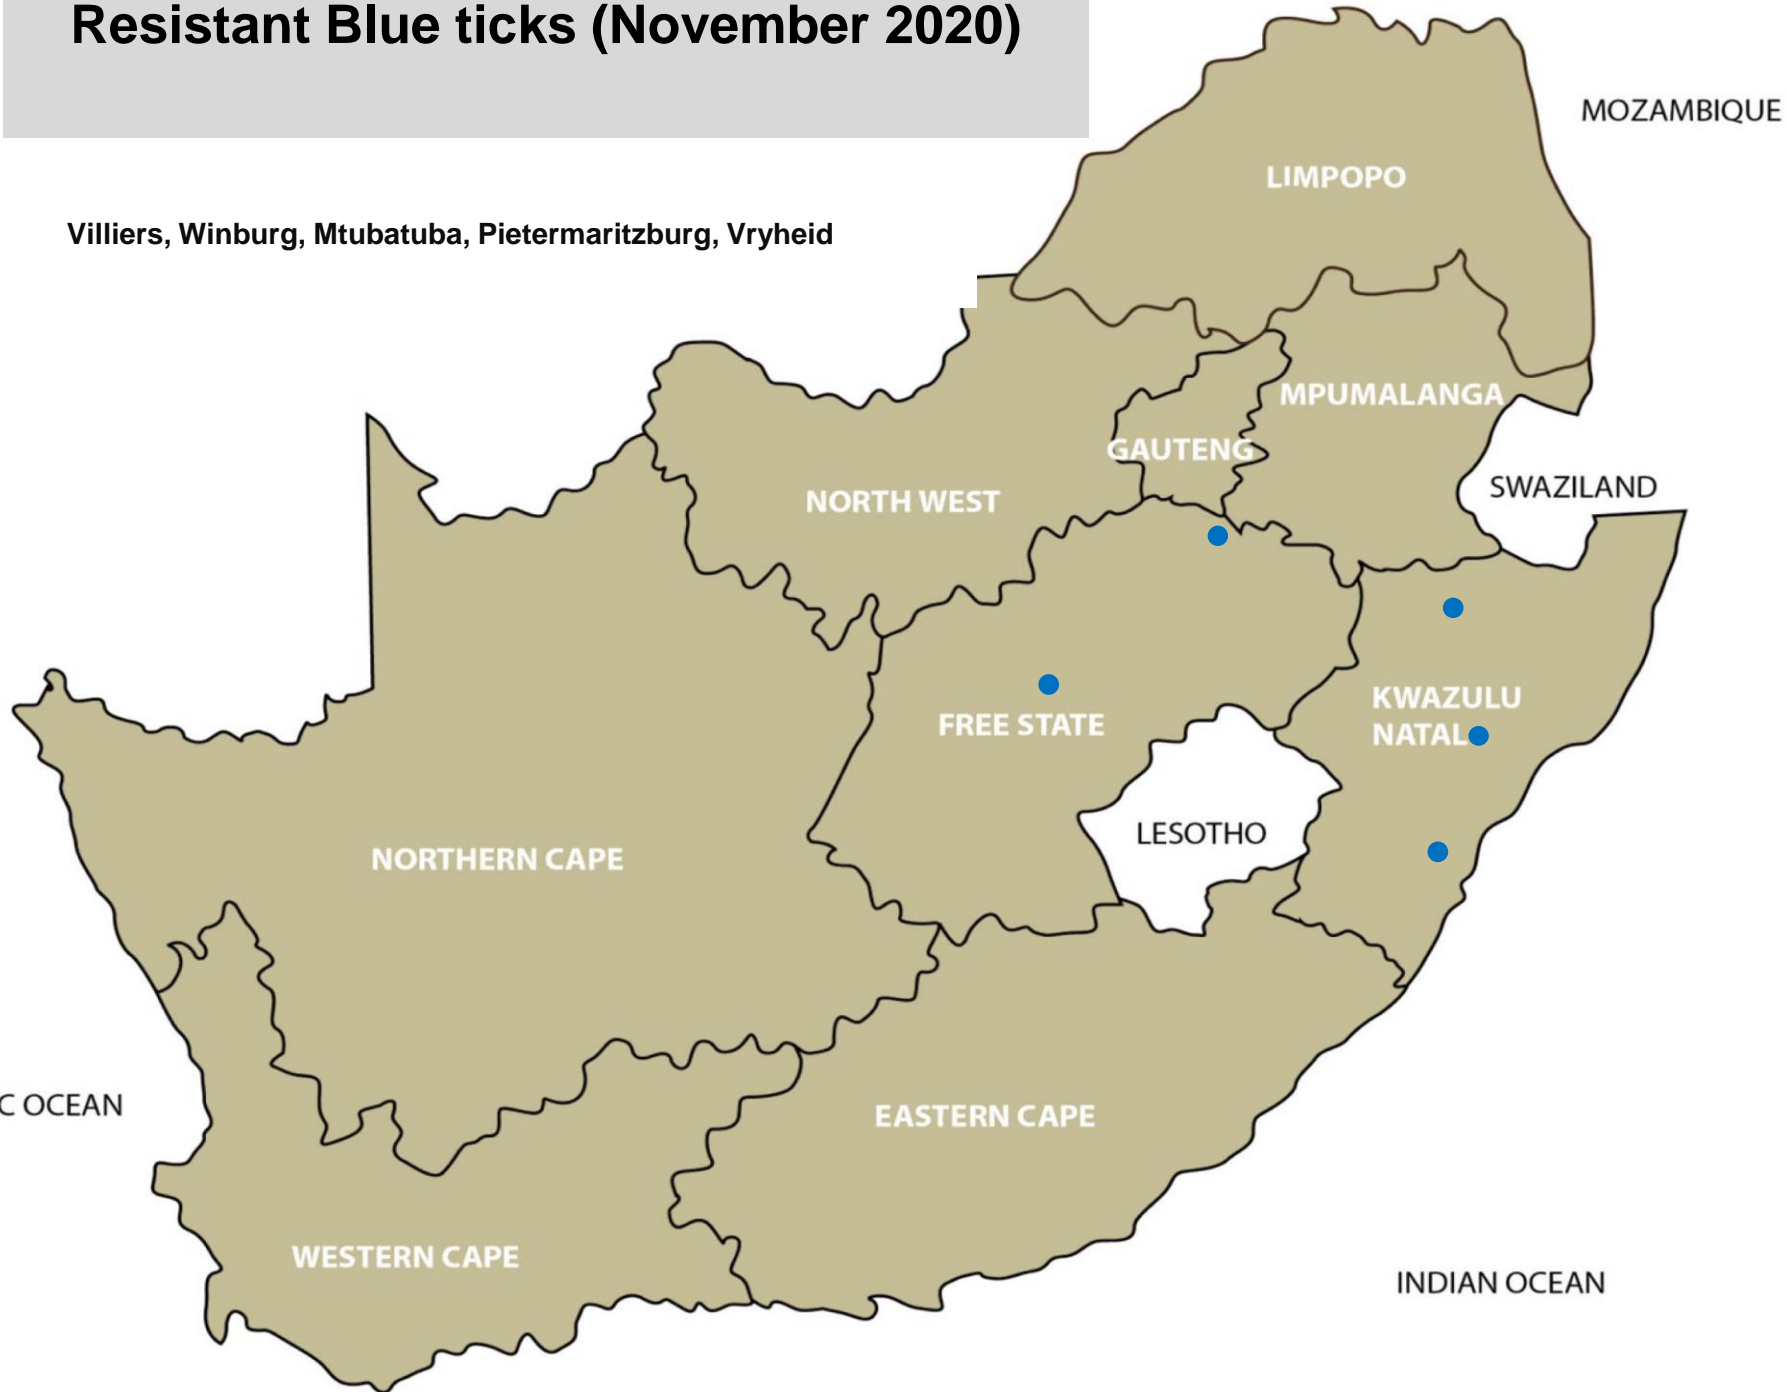 Resistant Blue ticks (November 2020)
MOZAMBIQUE
LIMPOPO
Villiers, Winburg, Mtubatuba, Pietermaritzburg, Vryheid
MPUMALANGA
GAUTENG
SWAZILAND
NORTH WEST
KWAZULU
NATAL
FREE STATE
LESOTHO
NORTHERN CAPE
C OCEAN
EASTERN CAPE
WESTERN CAPE
INDIAN OCEAN